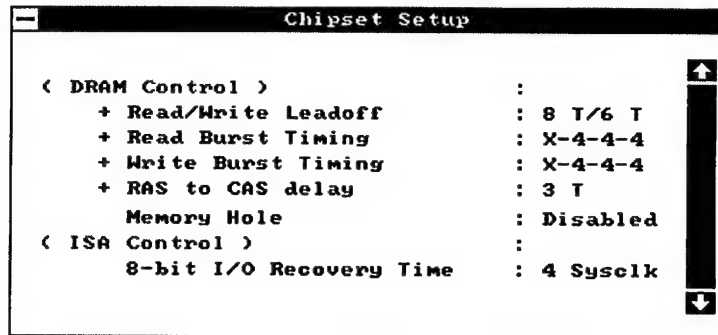 Chipset Setup
( DRAM Control ) :
+ Read/Write Leadoff : 8 T/6 T
+ Read Burst Timing : X-4-4-4
+ Write Burst Timing : X-4-4-4
+ RAS to CAS delay : 3 T
Memory Hole : Disabled
( ISA Control ) :
8-bit I/O Recovery Time : 4 Sysclk